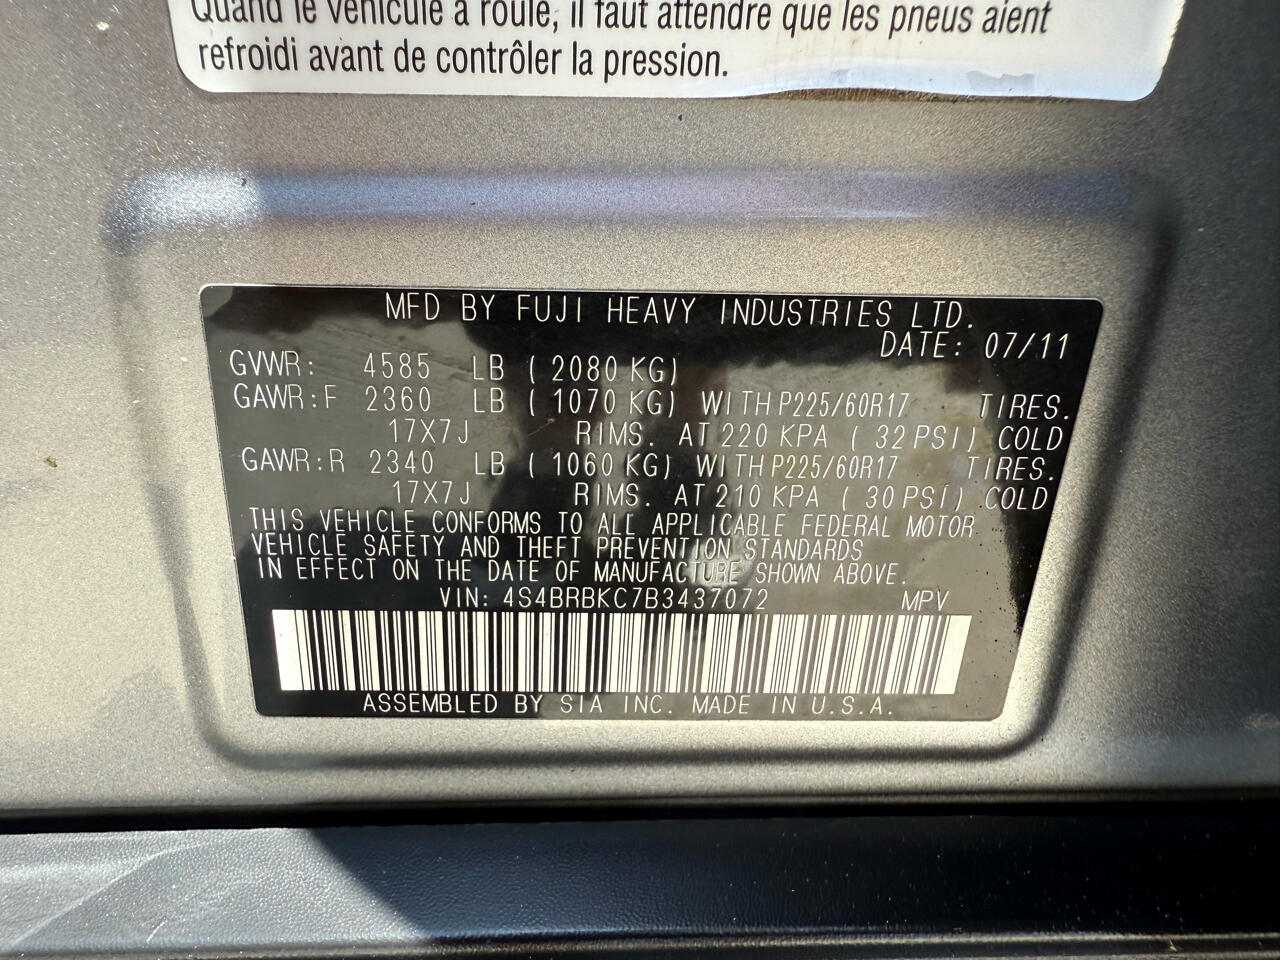 Quand le véhicule a roulé, il faut attendre que les pneus aient
refroidi avant de contrôler la pression.
MFD BY FUJI HEAVY INDUSTRIES LTD.
DATE: 07/11
GVWR: 4585 LB (2080 KG)
GAWR:F 2360 LB (1070 KG) WITH P225/60R17 TIRES.
17X7J RIMS. AT 220 KPA (32 PSI) COLD
GAWR:R 2340 LB (1060 KG) WITH P225/60R17 TIRES.
17X7J RIMS. AT 210 KPA (30 PSI) COLD
THIS VEHICLE CONFORMS TO ALL APPLICABLE FEDERAL MOTOR
VEHICLE SAFETY AND THEFT PREVENTION STANDARDS
IN EFFECT ON THE DATE OF MANUFACTURE SHOWN ABOVE.
VIN: 4S4BRBKC7B3437072 MPV
ASSEMBLED BY SIA INC. MADE IN U.S.A.